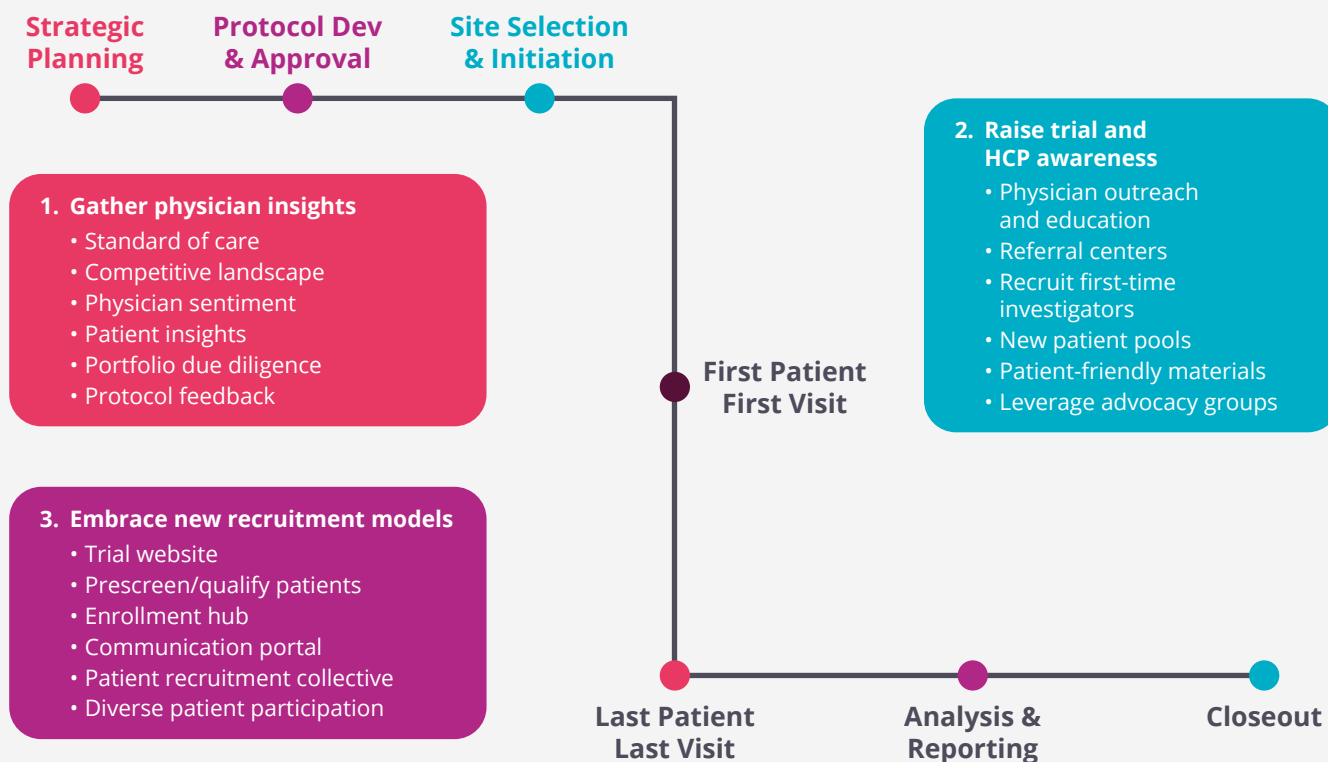 Strategic
Planning
Protocol Dev
& Approval
Site Selection
& Initiation
1. Gather physician insights
• Standard of care
• Competitive landscape
• Physician sentiment
• Patient insights
• Portfolio due diligence
• Protocol feedback
2. Raise trial and
HCP awareness
• Physician outreach
and education
• Referral centers
• Recruit first-time
investigators
• New patient pools
• Patient-friendly materials
• Leverage advocacy groups
First Patient
First Visit
3. Embrace new recruitment models
• Trial website
• Prescreen/qualify patients
• Enrollment hub
• Communication portal
• Patient recruitment collective
• Diverse patient participation
Last Patient
Last Visit
Analysis &
Reporting
Closeout